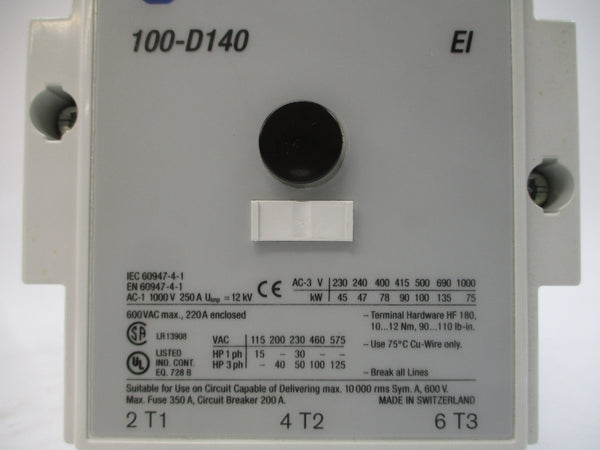 100-D140 EI
IEC 60947-4-1
EN 60947-4-1
AC-1 1000 V 250 A Uimp = 12 kV CE
AC-3 V 230 240 400 415 500 690 1000
kW 45 47 78 90 100 135 75
600 VAC max., 220 A enclosed
LR 13908
LISTED
IND. CONT.
EQ. 728 B
VAC 115 200 230 460 575
HP 1 ph 15 – 30 – –
HP 3 ph – 40 50 100 125
– Terminal Hardware HF 180,
10...12 Nm, 90...110 lb-in.
– Use 75°C Cu-Wire only.
– Break all Lines
Suitable for Use on Circuit Capable of Delivering max. 10 000 rms Sym. A, 600 V.
Max. Fuse 350 A, Circuit Breaker 200 A. MADE IN SWITZERLAND
2 T1 4 T2 6 T3